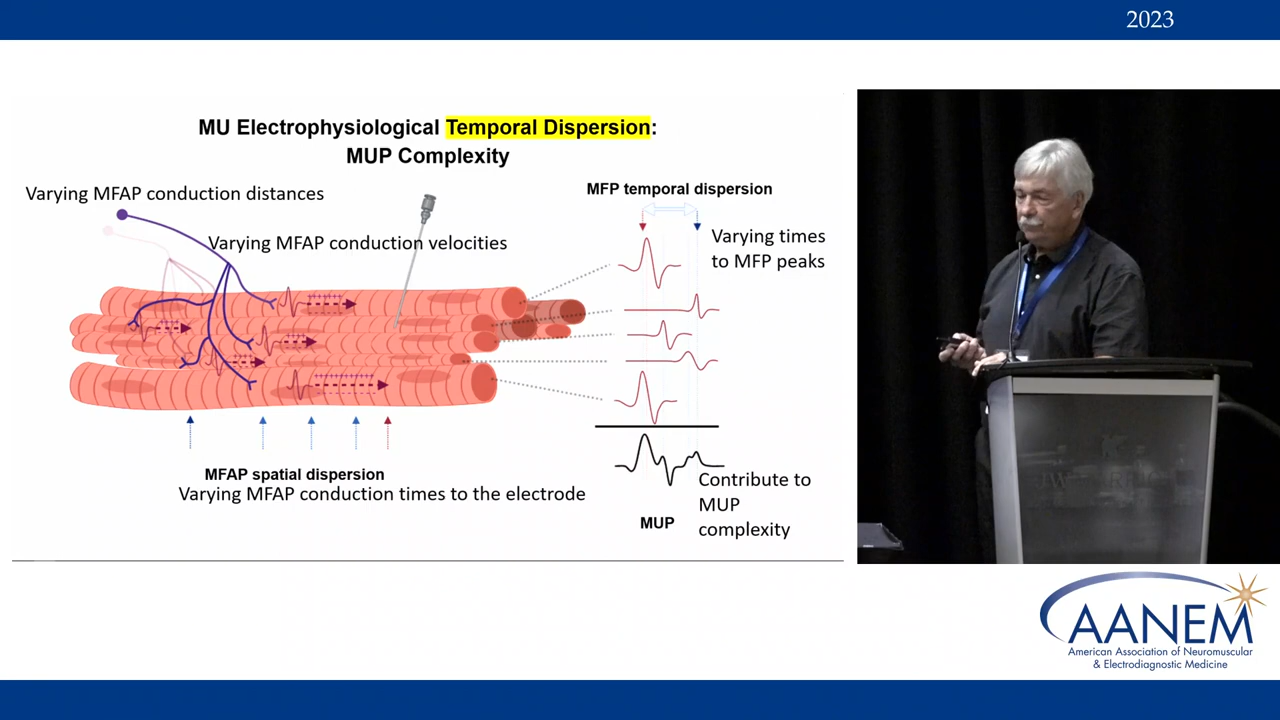 2023
MU Electrophysiological Temporal Dispersion:
MUP Complexity
Varying MFAP conduction distances
Varying MFAP conduction velocities
MFP temporal dispersion
Varying times
to MFP peaks
MFAP spatial dispersion
Varying MFAP conduction times to the electrode
Contribute to
MUP
complexity
MUP
AANEM
American Association of Neuromuscular
& Electrodiagnostic Medicine